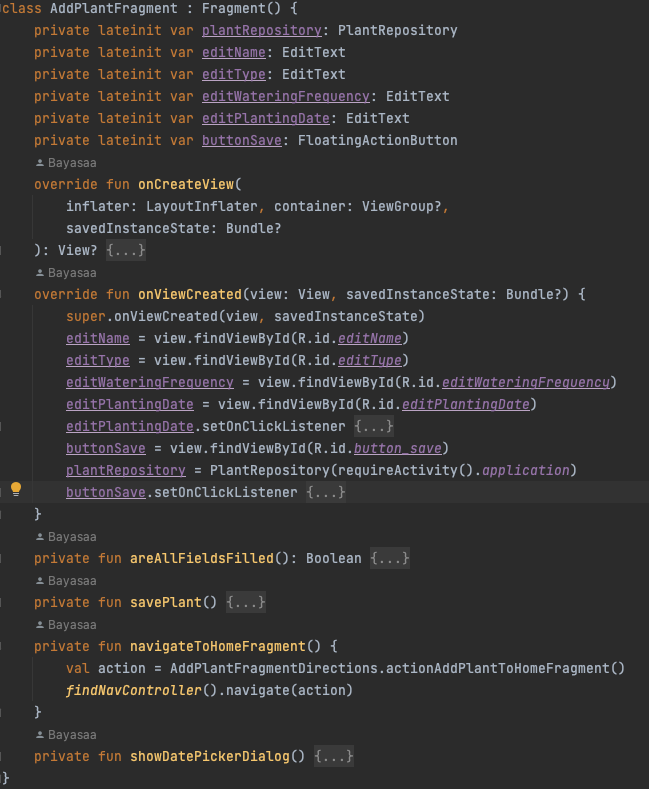 class AddPlantFragment : Fragment() {
private lateinit var plantRepository: PlantRepository
private lateinit var editName: EditText
private lateinit var editType: EditText
private lateinit var editWateringFrequency: EditText
private lateinit var editPlantingDate: EditText
private lateinit var buttonSave: FloatingActionButton
Bayasaa
override fun onCreateView(
inflater: LayoutInflater, container: ViewGroup?,
savedInstanceState: Bundle?
): View? {...}
Bayasaa
override fun onViewCreated(view: View, savedInstanceState: Bundle?) {
super.onViewCreated(view, savedInstanceState)
editName = view.findViewById(R.id.editName)
editType = view.findViewById(R.id.editType)
editWateringFrequency = view.findViewById(R.id.editWateringFrequency)
editPlantingDate = view.findViewById(R.id.editPlantingDate)
editPlantingDate.setOnClickListener {...}
buttonSave = view.findViewById(R.id.button_save)
plantRepository = PlantRepository(requireActivity().application)
buttonSave.setOnClickListener {...}
}
Bayasaa
private fun areAllFieldsFilled(): Boolean {...}
Bayasaa
private fun savePlant() {...}
Bayasaa
private fun navigateToHomeFragment() {
val action = AddPlantFragmentDirections.actionAddPlantToHomeFragment()
findNavController().navigate(action)
}
Bayasaa
private fun showDatePickerDialog() {...}
}